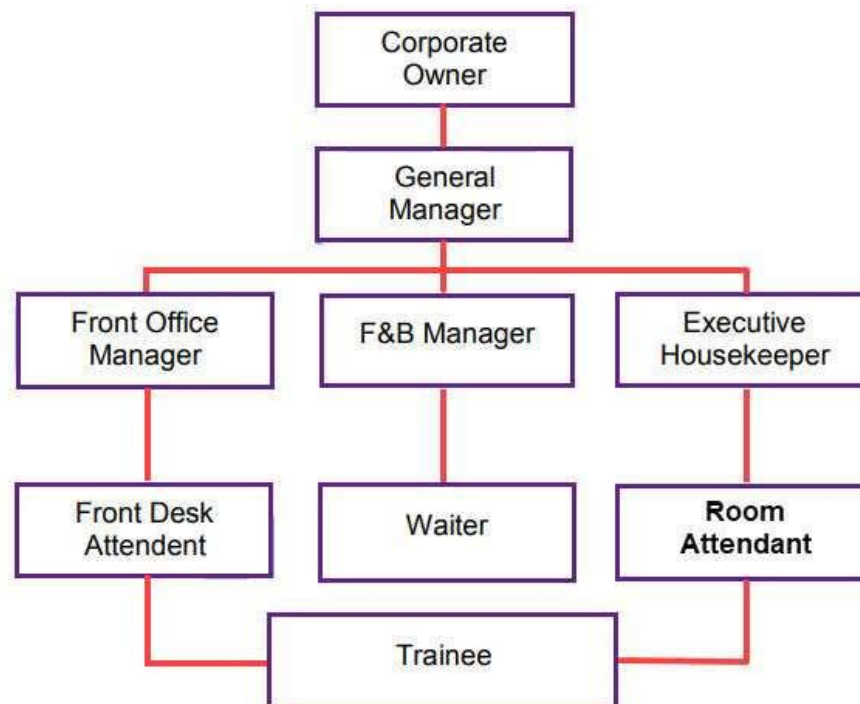 Corporate
Owner
General
Manager
Front Office
Manager
F&B Manager
Executive
Housekeeper
Front Desk
Attendent
Waiter
Room
Attendant
Trainee